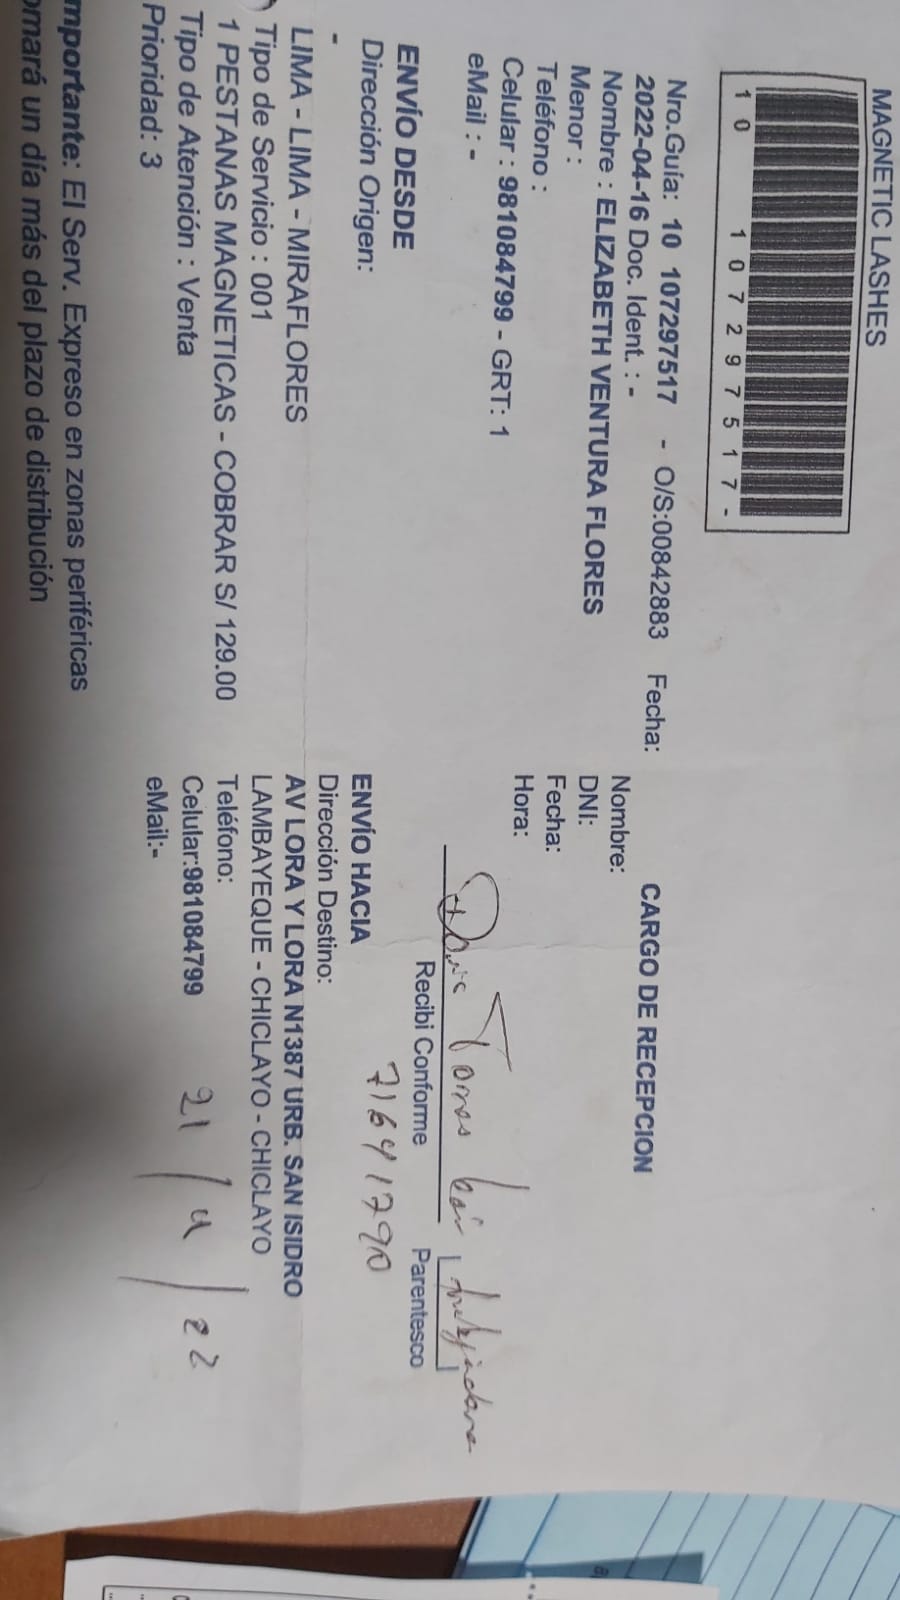 MAGNETIC LASHES
10 107297517-
Nro.Guía: 10 107297517 - O/S:00842883 Fecha:
2022-04-16 Doc. Ident. : -
Nombre : ELIZABETH VENTURA FLORES
Menor :
Teléfono :
Celular : 981084799 - GRT: 1
eMail : -
ENVÍO DESDE
Dirección Origen:
-
LIMA - LIMA - MIRAFLORES
Tipo de Servicio : 001
1 PESTANAS MAGNETICAS - COBRAR S/ 129.00
Tipo de Atención : Venta
Prioridad: 3
CARGO DE RECEPCION
Nombre:
DNI:
Fecha:
Hora:
Torres
Recibi Conforme
Parentesco
71641790
ENVÍO HACIA
Dirección Destino:
AV LORA Y LORA N1387 URB. SAN ISIDRO
LAMBAYEQUE - CHICLAYO - CHICLAYO
Teléfono:
Celular:981084799
eMail:-
21/4/22
mportante: El Serv. Expreso en zonas periféricas
omará un día más del plazo de distribución